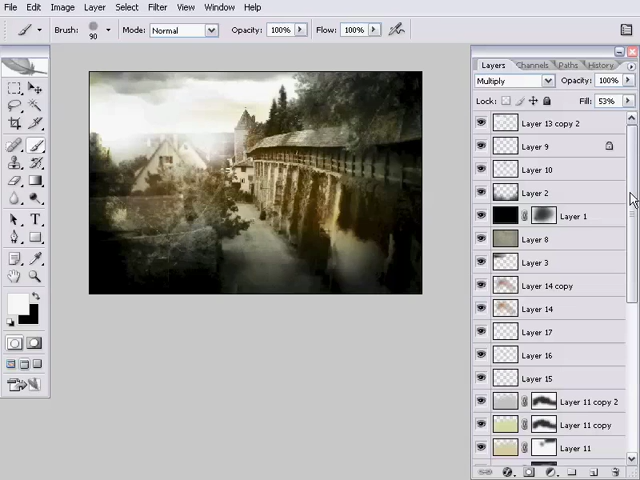 File Edit Image Layer Select Filter View Window Help
Brush: 90 Mode: Normal Opacity: 100% Flow: 100%
Layers Channels Paths History
Multiply Opacity: 100%
Lock: Fill: 53%
Layer 13 copy 2
Layer 9
Layer 10
Layer 2
Layer 1
Layer 8
Layer 3
Layer 14 copy
Layer 14
Layer 17
Layer 16
Layer 15
Layer 11 copy 2
Layer 11 copy
Layer 11